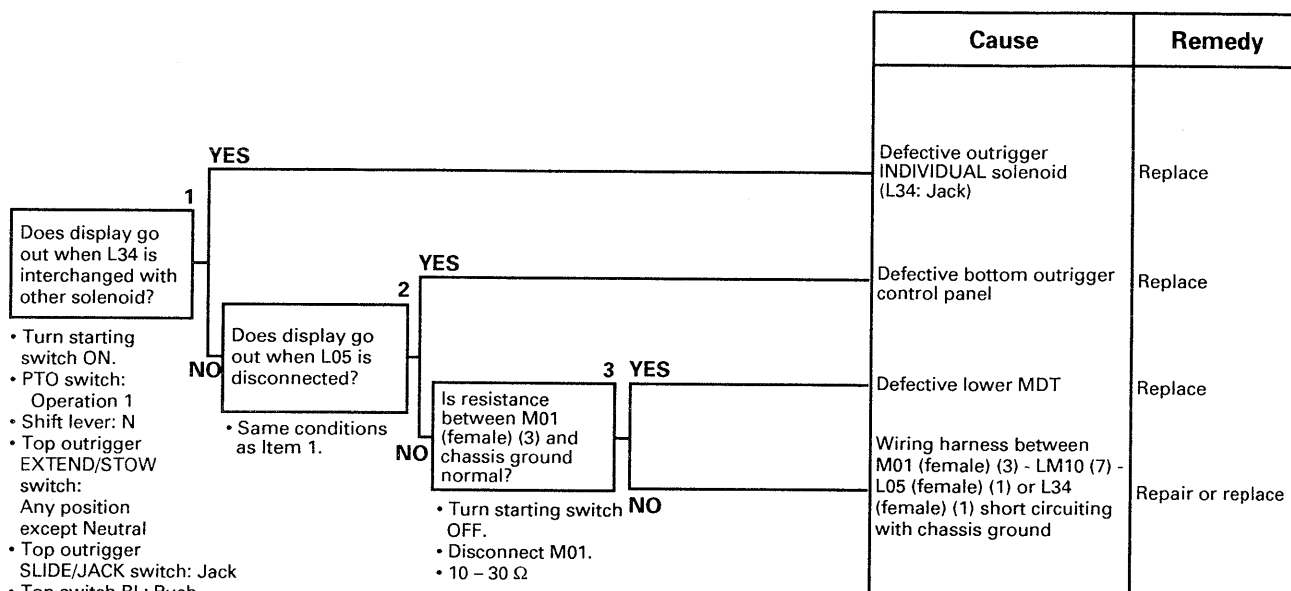 Cause
Remedy
YES
Defective outrigger
INDIVIDUAL solenoid
(L34: Jack)
Replace
1
Does display go
out when L34 is
interchanged with
other solenoid?
• Turn starting
switch ON.
• PTO switch:
Operation 1
• Shift lever: N
• Top outrigger
EXTEND/STOW
switch:
Any position
except Neutral
• Top outrigger
SLIDE/JACK switch: Jack
NO
YES
Defective bottom outrigger
control panel
Replace
2
Does display go
out when L05 is
disconnected?
• Same conditions
as Item 1.
NO
3
YES
Defective lower MDT
Replace
Is resistance
between M01
(female) (3) and
chassis ground
normal?
• Turn starting switch
OFF.
• Disconnect M01.
• 10 – 30 Ω
NO
Wiring harness between
M01 (female) (3) - LM10 (7) -
L05 (female) (1) or L34
(female) (1) short circuiting
with chassis ground
Repair or replace